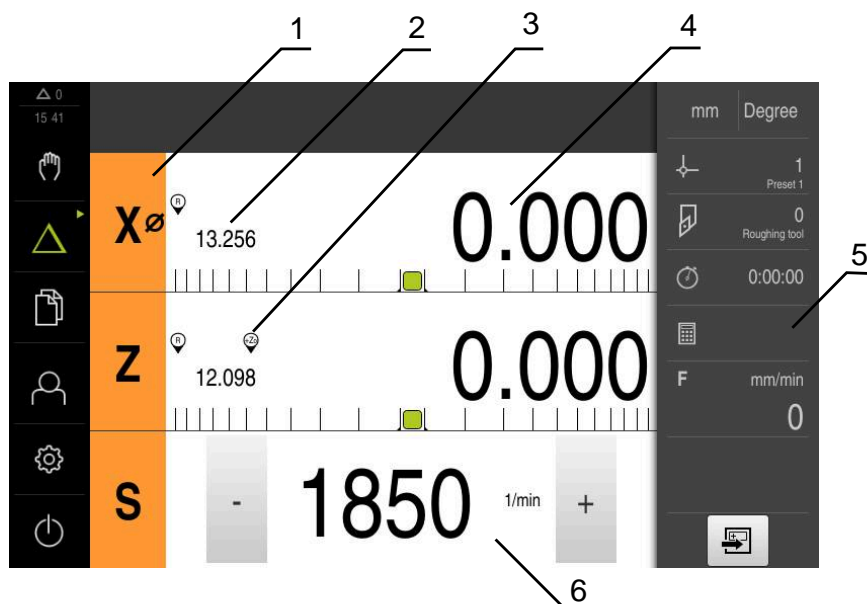 1 2 3 4
△ 0
15 41
mm Degree
1
Preset 1
X⌀
R
13.256
0.000
0
Roughing tool
5
0:00:00
Z
R
12.098
0.000
F mm/min
0
S
- 1850 1/min +
6